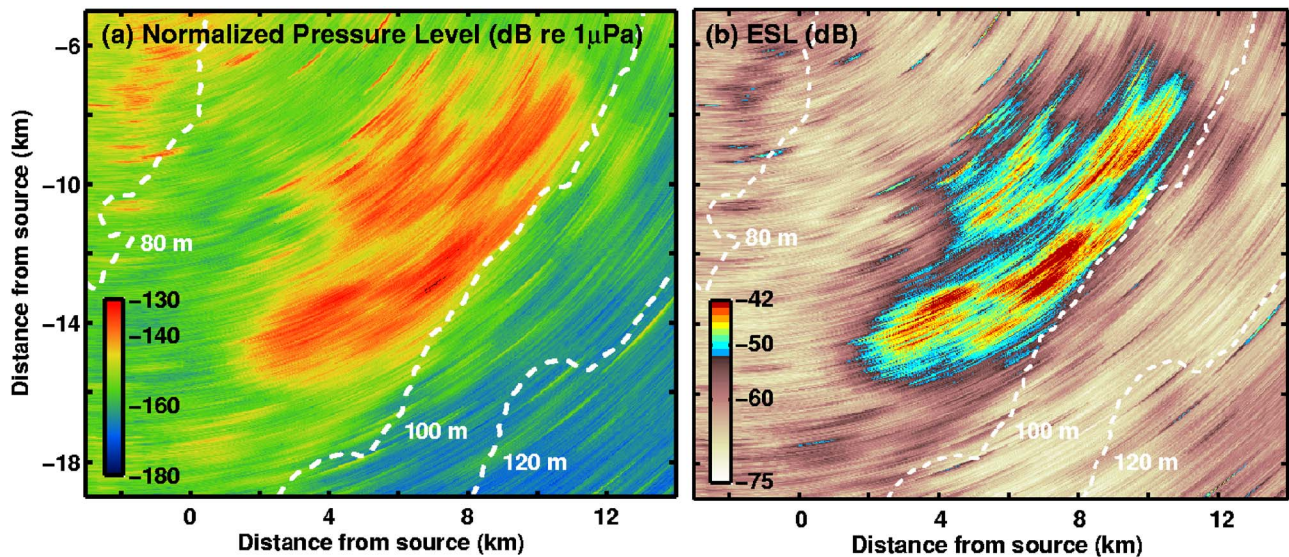 (a) Normalized Pressure Level (dB re 1µPa)
−6
−10
−14
−18
Distance from source (km)
80 m
100 m
120 m
−130
−140
−160
−180
0
4
8
12
Distance from source (km)
(b) ESL (dB)
80 m
100 m
120 m
−42
−50
−60
−75
0
4
8
12
Distance from source (km)